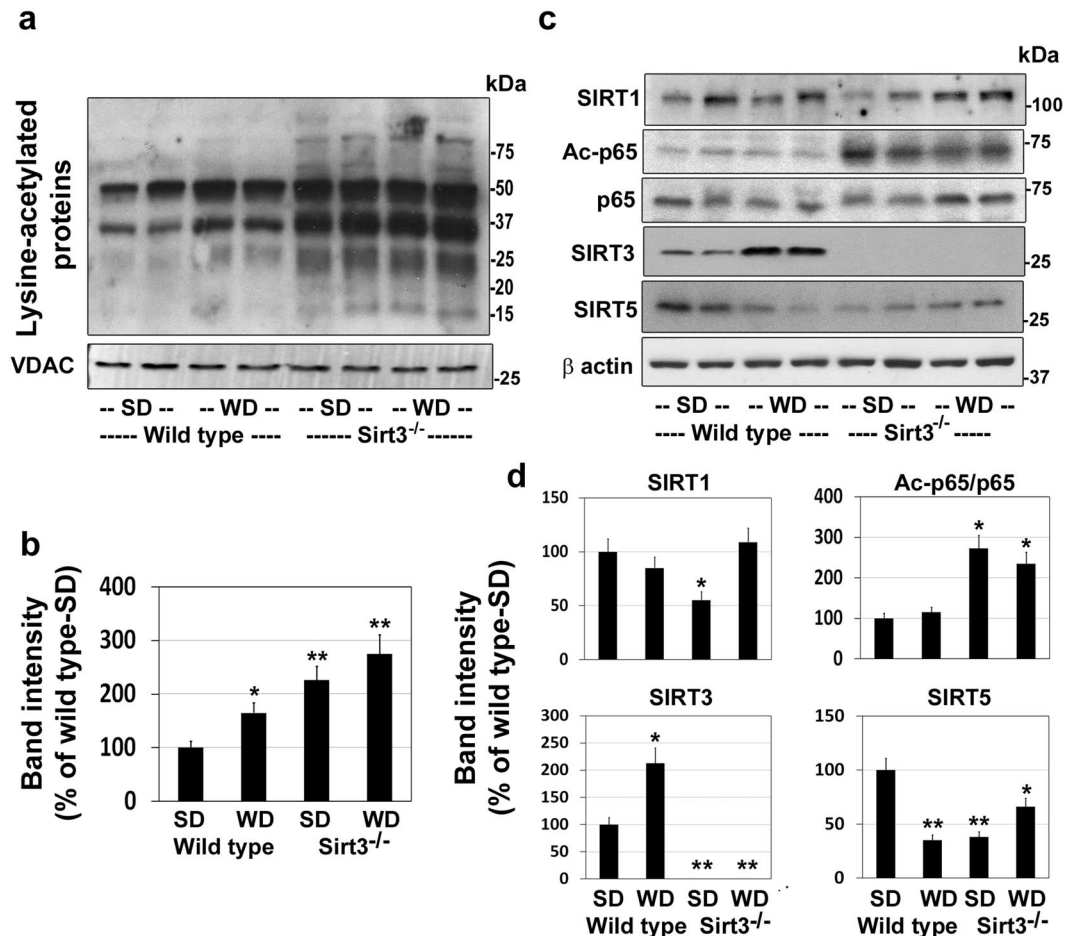 a
kDa
Lysine-acetylated
proteins
-75
-50
-37
-25
-20
-15
VDAC
-25
-- SD -- -- WD -- -- SD -- -- WD --
----- Wild type ---- ------ Sirt3-/- ------
b
Band intensity
(% of wild type-SD)
400
300
200
100
0
*
**
**
SD WD SD WD
Wild type Sirt3-/-
c
kDa
SIRT1
-100
Ac-p65
-75
p65
-75
SIRT3
-25
SIRT5
-25
β actin
-37
-- SD -- -- WD -- -- SD -- -- WD --
---- Wild type ---- ---- Sirt3-/- -----
d
Band intensity
(% of wild type-SD)
SIRT1
150
100
50
0
*
Ac-p65/p65
400
300
200
100
0
*
*
SIRT3
300
250
200
150
100
50
0
*
** **
SD WD SD WD
Wild type Sirt3-/-
SIRT5
150
100
50
0
**
**
*
SD WD SD WD
Wild type Sirt3-/-